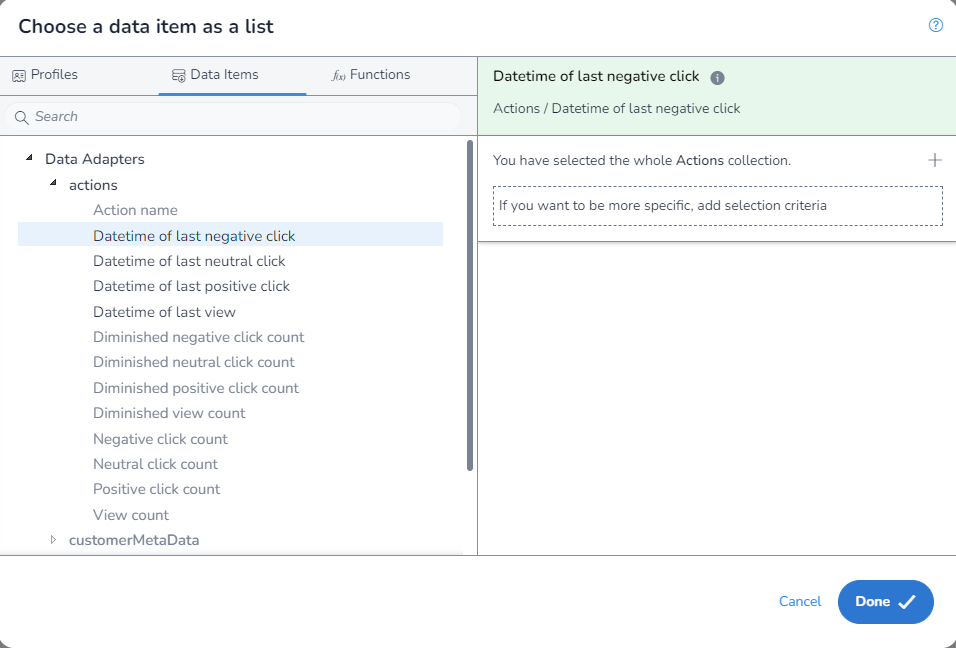 Choose a data item as a list
Profiles
Data Items
f(x) Functions
Search
Data Adapters
actions
Action name
Datetime of last negative click
Datetime of last neutral click
Datetime of last positive click
Datetime of last view
Diminished negative click count
Diminished neutral click count
Diminished positive click count
Diminished view count
Negative click count
Neutral click count
Positive click count
View count
customerMetaData
Datetime of last negative click
Actions / Datetime of last negative click
You have selected the whole Actions collection.
If you want to be more specific, add selection criteria
Cancel
Done